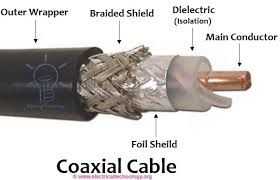 Outer Wrapper
Braided Shield
Dielectric
(Isolation)
Main Conductor
Foil Sheild
Coaxial Cable
© www.electricaltechnology.org